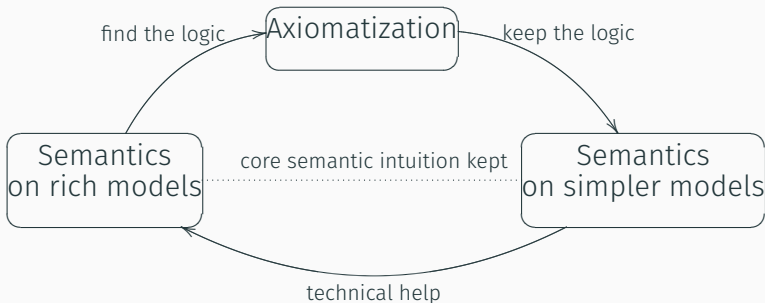 Axiomatization
find the logic
keep the logic
Semantics
on rich models
core semantic intuition kept
Semantics
on simpler models
technical help